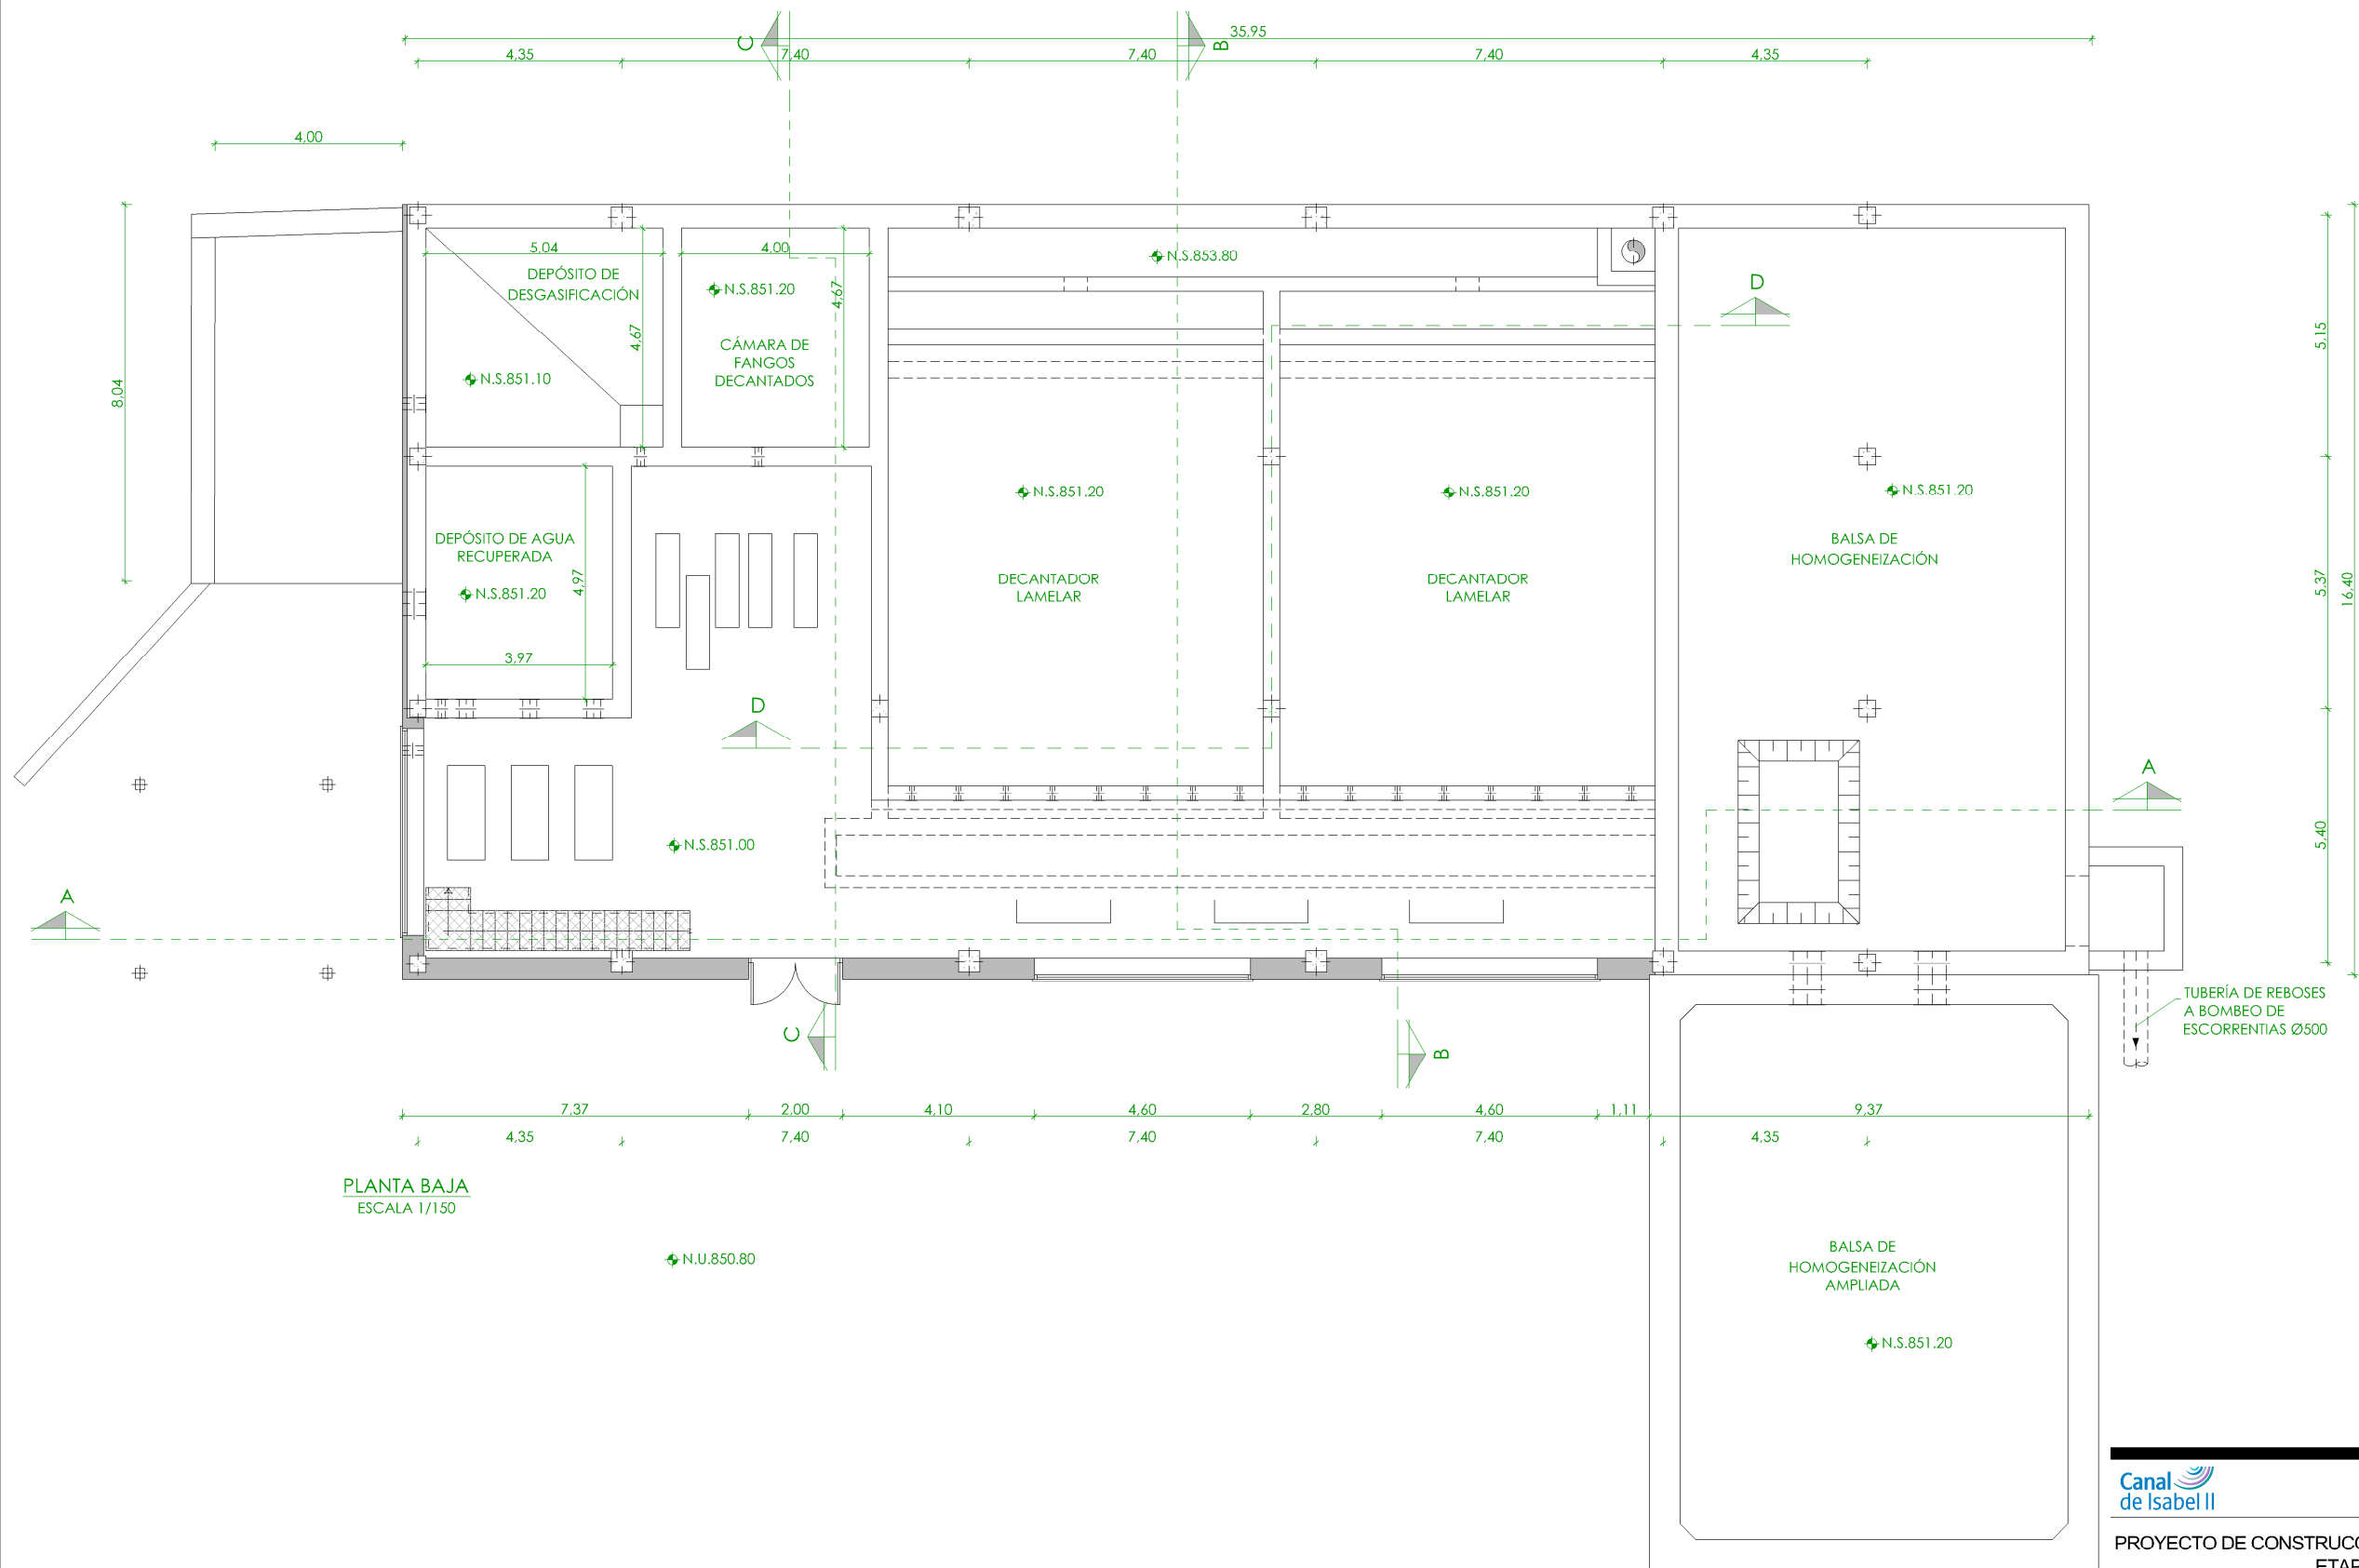 35,95
4,35
7,40
7,40
7,40
4,35
C
B
4,00
8,04
5,04
DEPÓSITO DE
DESGASIFICACIÓN
4,67
N.S.851.10
4,00
N.S.851.20
4,67
CÁMARA DE
FANGOS
DECANTADOS
N.S.853.80
D
5,15
5,37
16,40
5,40
N.S.851.20
N.S.851.20
N.S.851.20
DEPÓSITO DE AGUA
RECUPERADA
N.S.851.20
4,97
3,97
DECANTADOR
LAMELAR
DECANTADOR
LAMELAR
BALSA DE
HOMOGENEIZACIÓN
D
A
N.S.851.00
A
TUBERÍA DE REBOSES
A BOMBEO DE
ESCORRENTIAS Ø500
C
B
7,37
2,00
4,10
4,60
2,80
4,60
1,11
9,37
4,35
7,40
7,40
7,40
4,35
PLANTA BAJA
ESCALA 1/150
N.U.850.80
BALSA DE
HOMOGENEIZACIÓN
AMPLIADA
N.S.851.20
Canal
de Isabel II
PROYECTO DE CONSTRUCC